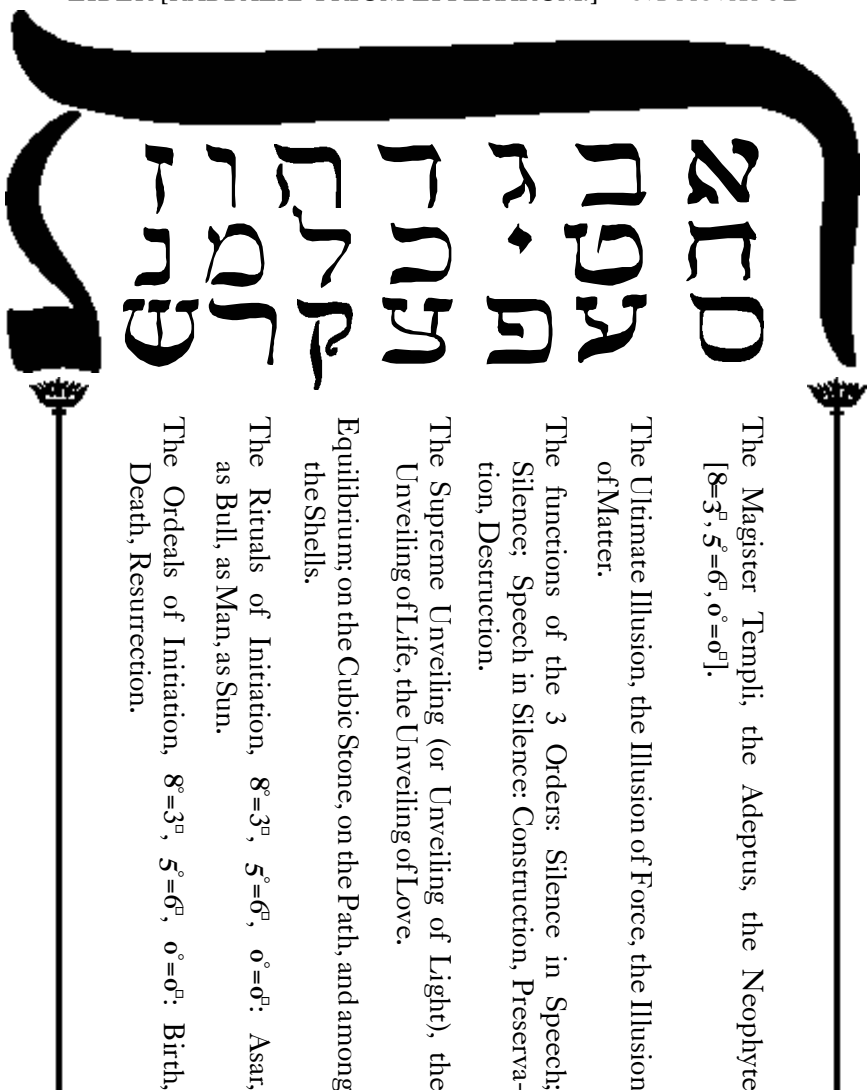 ת
א ב ג ד ה ו ז
ח ט י כ ל מ נ
ס ע פ צ ק ר ש
The Magister Templi, the Adeptus, the Neophyte
[8°=3□, 5°=6□, 0°=0□].
The Ultimate Illusion, the Illusion of Force, the Illusion
of Matter.
The functions of the 3 Orders: Silence in Speech;
Silence; Speech in Silence: Construction, Preserva-
tion, Destruction.
The Supreme Unveiling (or Unveiling of Light), the
Unveiling of Life, the Unveiling of Love.
Equilibrium; on the Cubic Stone, on the Path, and among
the Shells.
The Rituals of Initiation, 8°=3□, 5°=6□, 0°=0□: Asar,
as Bull, as Man, as Sun.
The Ordeals of Initiation, 8°=3□, 5°=6□, 0°=0□: Birth,
Death, Resurrection.